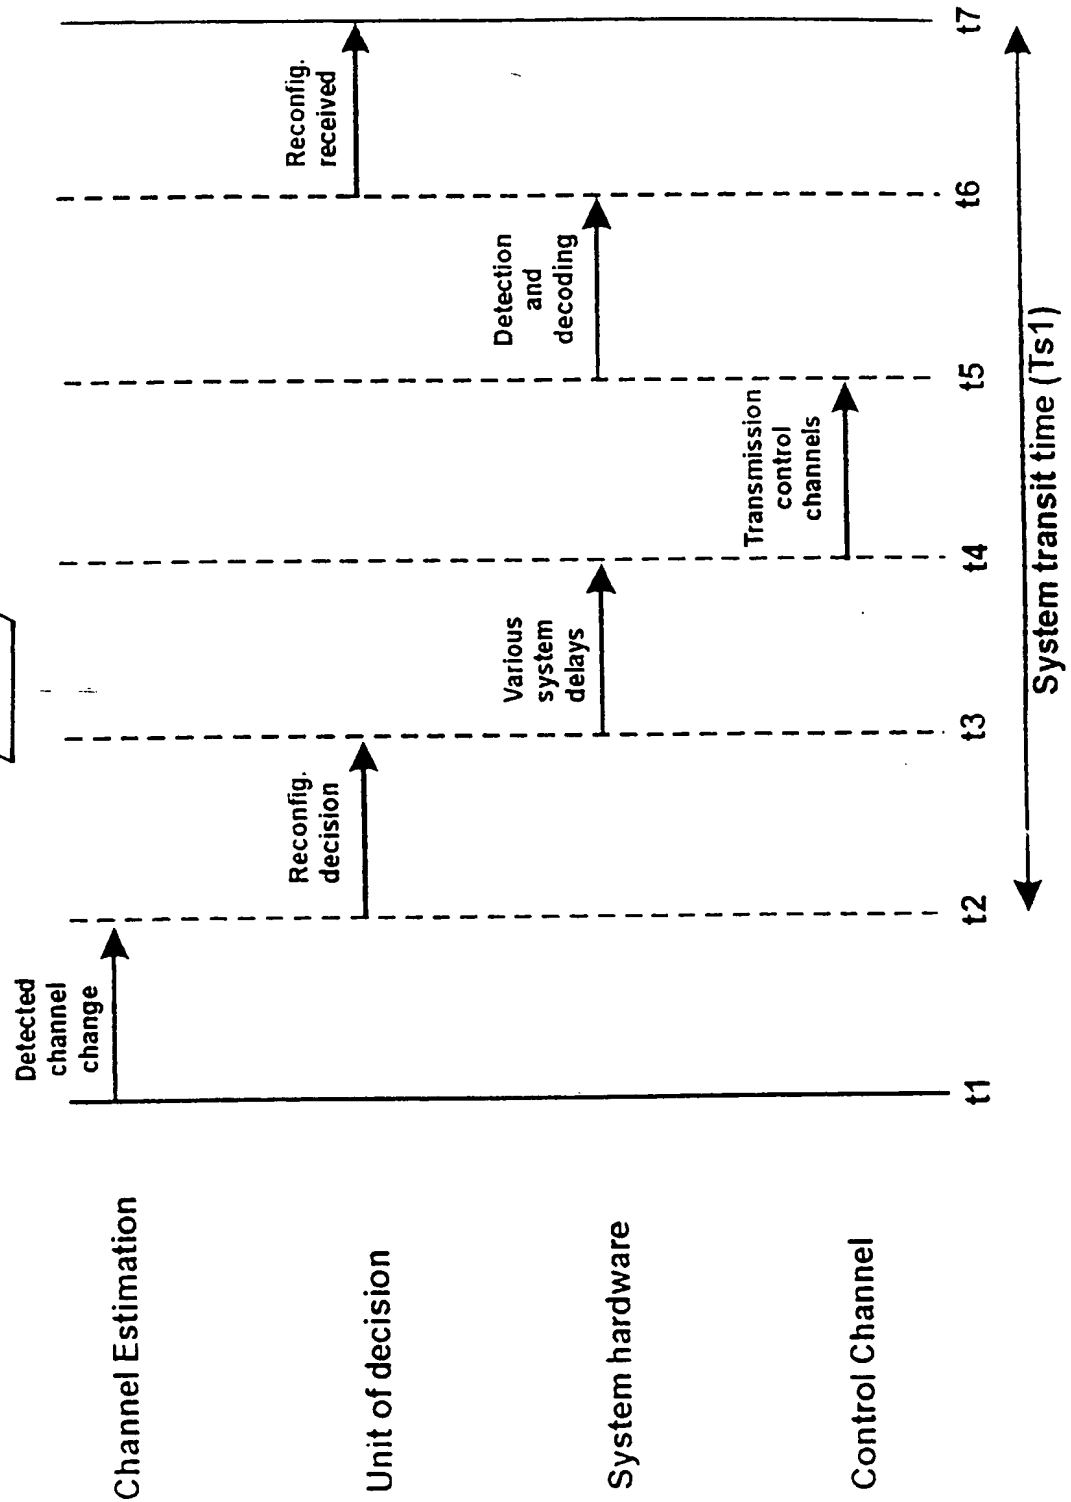 Detected
channel
change
Channel Estimation
Reconfig.
decision
Reconfig.
received
Unit of decision
Various
system
delays
Detection
and
decoding
System hardware
Transmission
control
channels
Control Channel
t1
t2
t3
t4
t5
t6
t7
System transit time (Ts1)